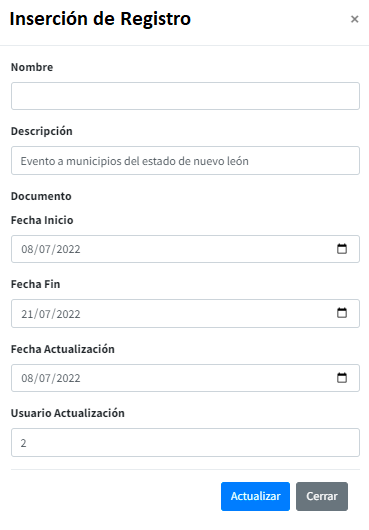 Inserción de Registro ×
Nombre
Descripción
Evento a municipios del estado de nuevo león
Documento
Fecha Inicio
08/07/2022
Fecha Fin
21/07/2022
Fecha Actualización
08/07/2022
Usuario Actualización
2
Actualizar Cerrar